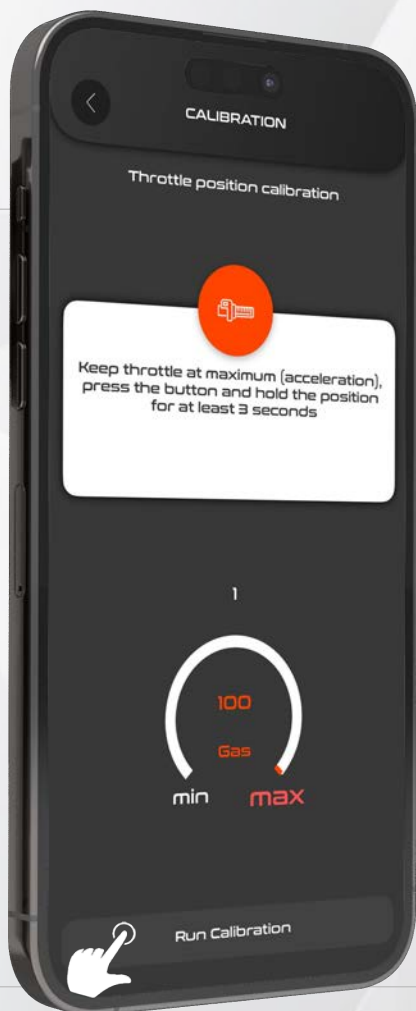 CALIBRATION
Throttle position calibration
Keep throttle at maximum (acceleration),
press the button and hold the position
for at least 3 seconds
1
100
Gas
min max
Run Calibration